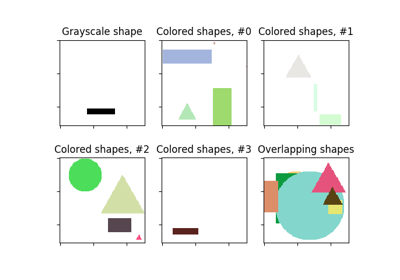 Grayscale shape
Colored shapes, #0
Colored shapes, #1
Colored shapes, #2
Colored shapes, #3
Overlapping shapes